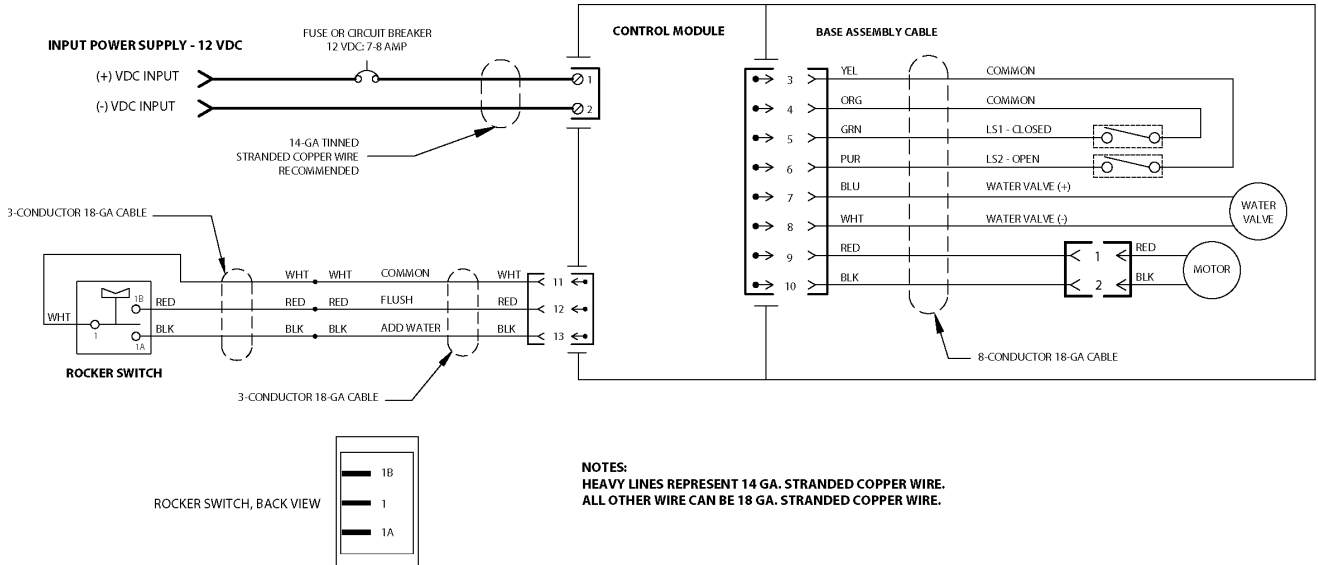 INPUT POWER SUPPLY - 12 VDC
FUSE OR CIRCUIT BREAKER
12 VDC: 7-8 AMP
(+) VDC INPUT
(-) VDC INPUT
1
2
14-GA TINNED
STRANDED COPPER WIRE
RECOMMENDED
CONTROL MODULE
BASE ASSEMBLY CABLE
3 YEL COMMON
4 ORG COMMON
5 GRN LS1 - CLOSED
6 PUR LS2 - OPEN
7 BLU WATER VALVE (+)
8 WHT WATER VALVE (-)
9 RED 1 RED
10 BLK 2 BLK
WATER
VALVE
MOTOR
8-CONDUCTOR 18-GA CABLE
3-CONDUCTOR 18-GA CABLE
WHT WHT COMMON WHT 11
1B RED RED RED FLUSH RED 12
WHT 1 1A BLK BLK BLK ADD WATER BLK 13
ROCKER SWITCH
3-CONDUCTOR 18-GA CABLE
ROCKER SWITCH, BACK VIEW
1B
1
1A
NOTES:
HEAVY LINES REPRESENT 14 GA. STRANDED COPPER WIRE.
ALL OTHER WIRE CAN BE 18 GA. STRANDED COPPER WIRE.